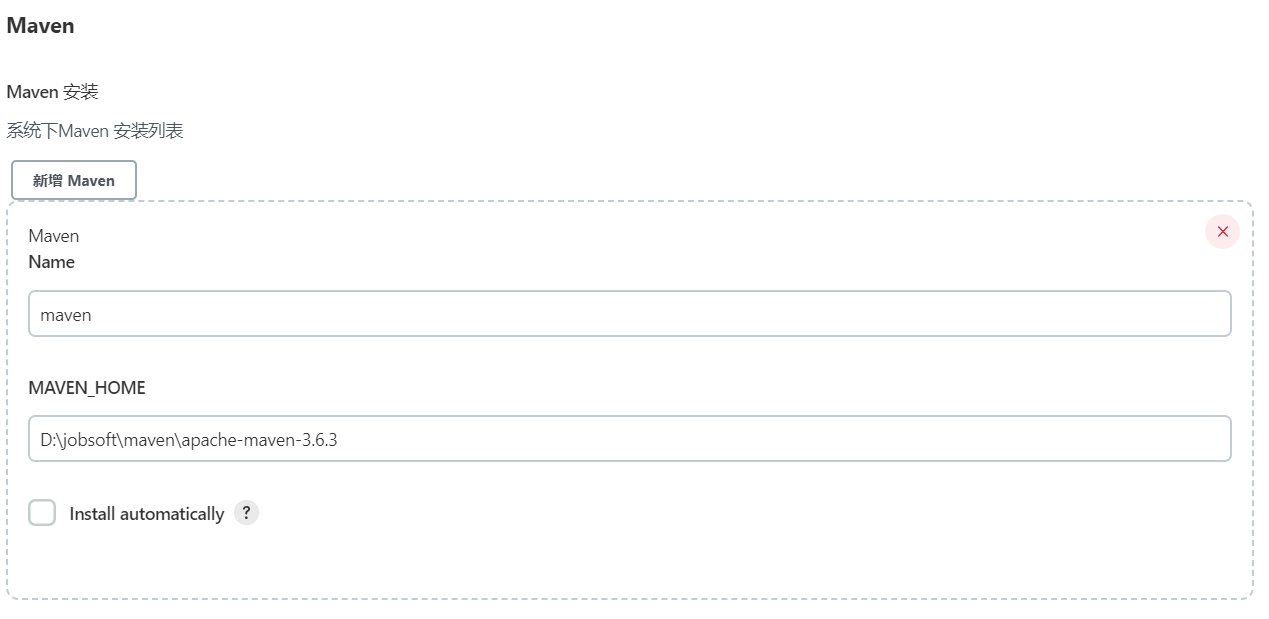 Maven
Maven 安装
系统下Maven 安装列表
新增 Maven
Maven
Name
maven
MAVEN_HOME
D:\jobsoft\maven\apache-maven-3.6.3
Install automatically ?